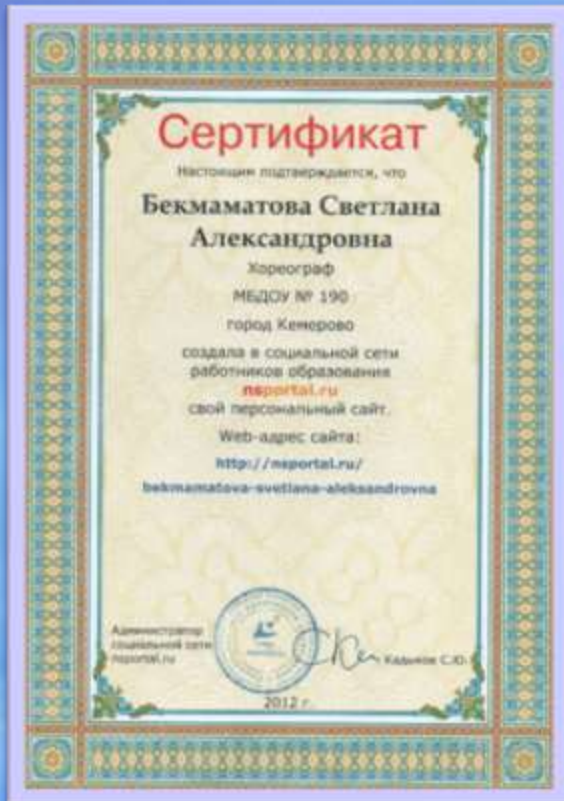 Сертификат
Настоящим подтверждается, что
Бекмаматова Светлана
Александровна
Хореограф
МБДОУ № 190
город Кемерово
создала в социальной сети
работников образования
nsportal.ru
свой персональный сайт.
Web-адрес сайта:
http://nsportal.ru/
bekmamatova-svetlana-aleksandrovna
Администратор
социальной сети
nsportal.ru
Кадыков С.Ю.
2012 г.